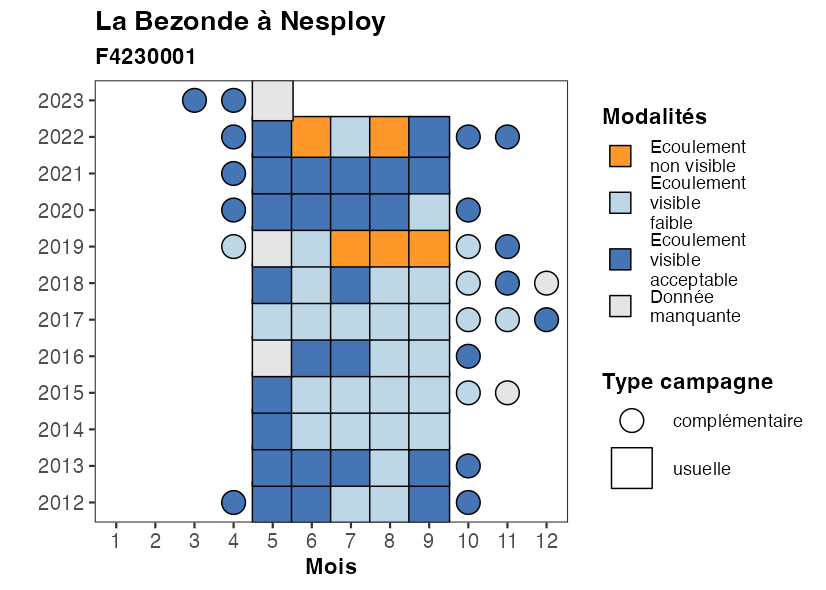 La Bezonde à Nesploy
F4230001
2023
2022
2021
2020
2019
2018
2017
2016
2015
2014
2013
2012
1 2 3 4 5 6 7 8 9 10 11 12
Mois
Modalités
Ecoulement
non visible
Ecoulement
visible
faible
Ecoulement
visible
acceptable
Donnée
manquante
Type campagne
complémentaire
usuelle